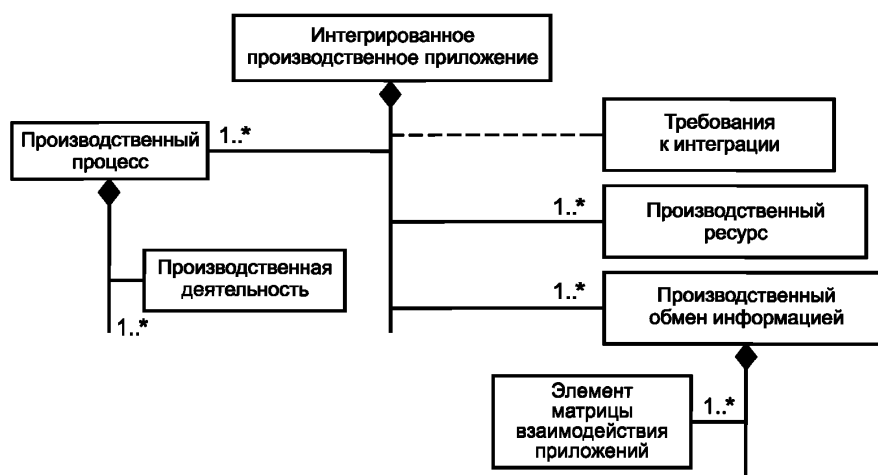 Интегрированное
производственное приложение
Производственный
процесс
1..*
Требования
к интеграции
1..*
Производственный
ресурс
Производственная
деятельность
1..*
1..*
Производственный
обмен информацией
Элемент
матрицы
взаимодействия
приложений
1..*